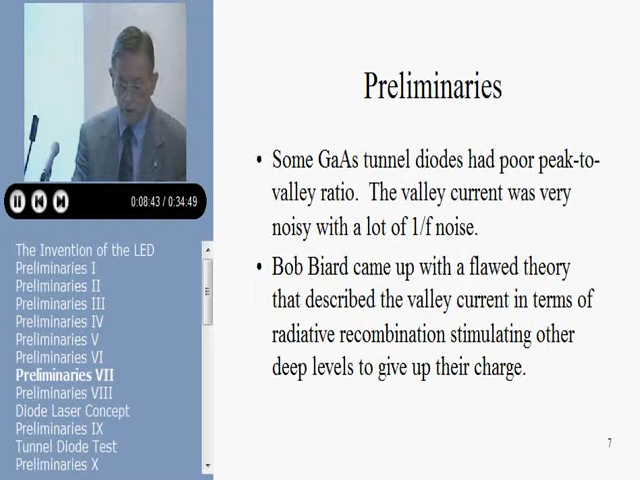 0:08:43 / 0:34:49
The Invention of the LED
Preliminaries I
Preliminaries II
Preliminaries III
Preliminaries IV
Preliminaries V
Preliminaries VI
Preliminaries VII
Preliminaries VIII
Diode Laser Concept
Preliminaries IX
Tunnel Diode Test
Preliminaries X
Preliminaries
• Some GaAs tunnel diodes had poor peak-to-
valley ratio. The valley current was very
noisy with a lot of 1/f noise.
• Bob Biard came up with a flawed theory
that described the valley current in terms of
radiative recombination stimulating other
deep levels to give up their charge.
7